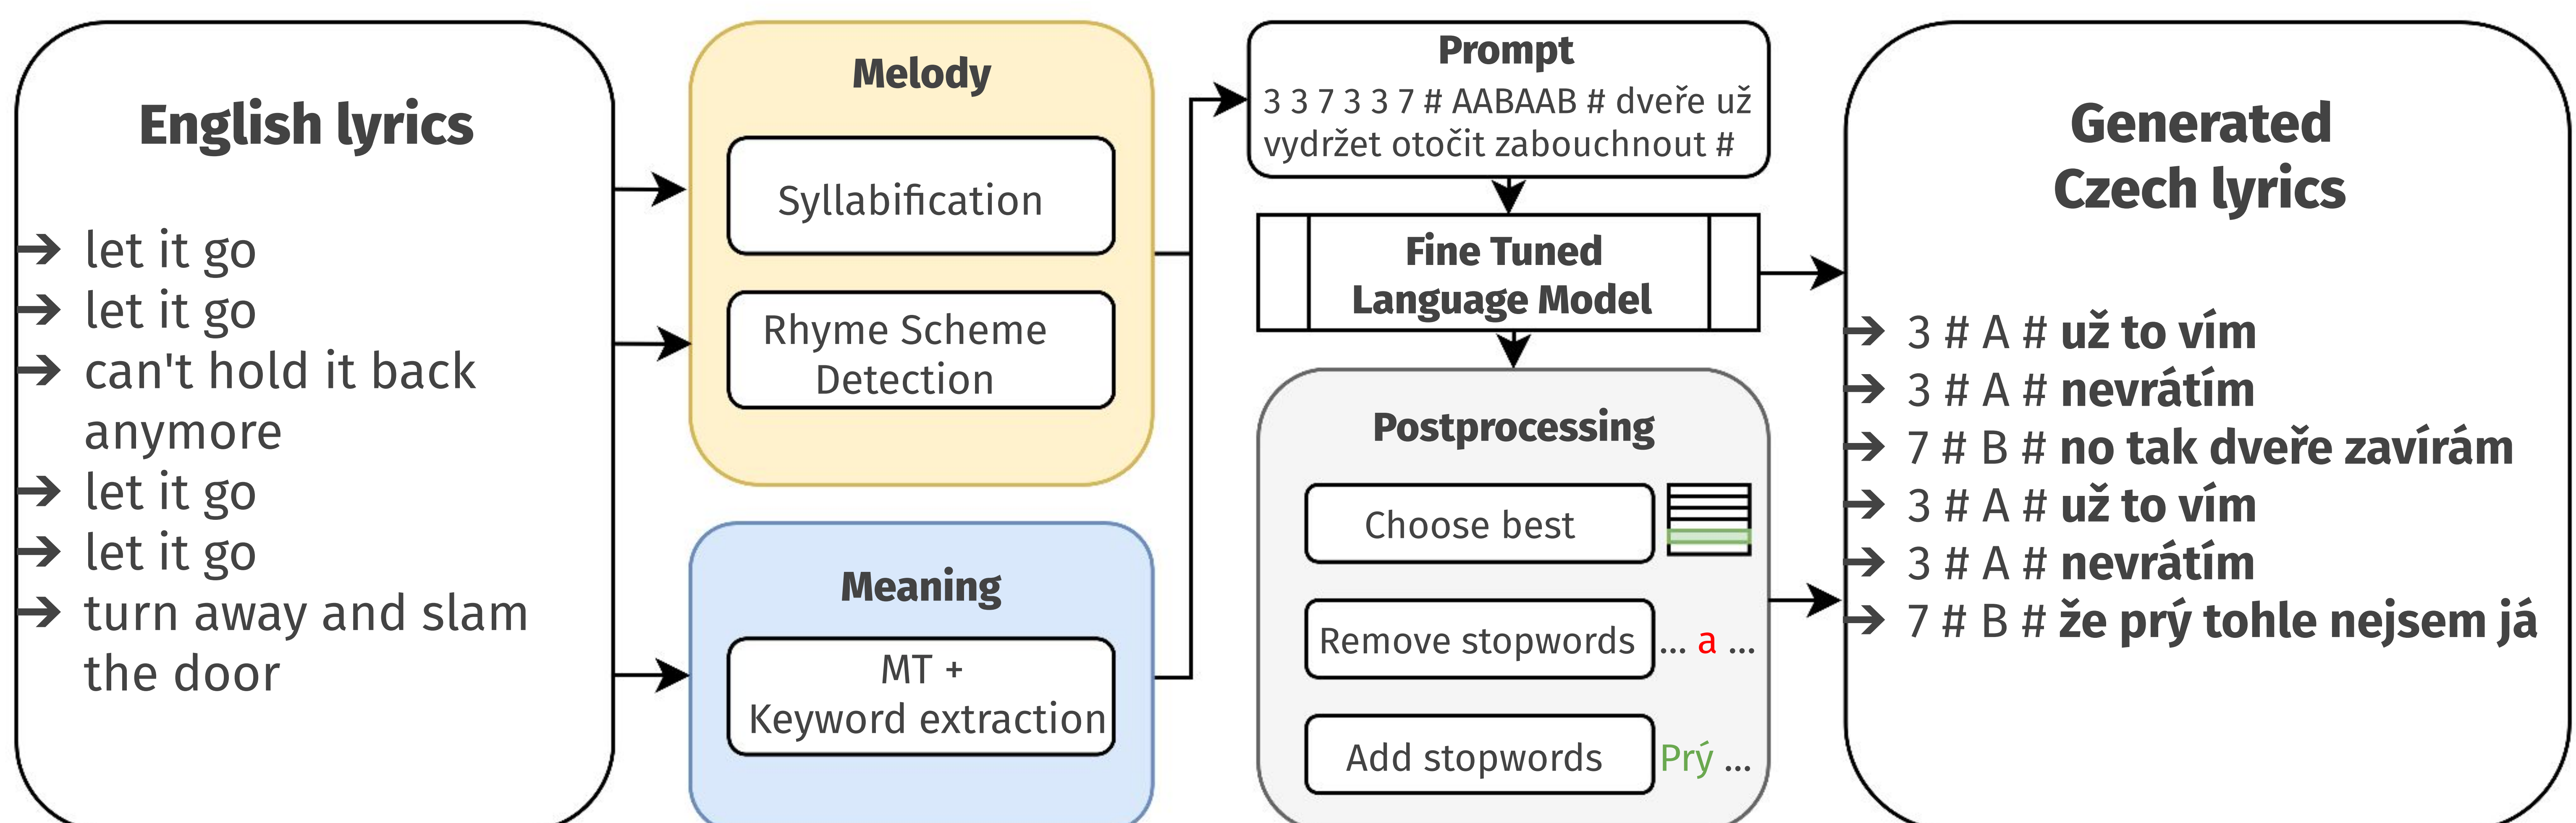 English lyrics
→ let it go
→ let it go
→ can't hold it back
anymore
→ let it go
→ let it go
→ turn away and slam
the door
Melody
Syllabification
Rhyme Scheme
Detection
Meaning
MT +
Keyword extraction
Prompt
3 3 7 3 3 7 # AABAAB # dveře už
vydržet otočit zabouchnout #
Fine Tuned
Language Model
Postprocessing
Choose best
Remove stopwords ... a ...
Add stopwords Prý ...
Generated
Czech lyrics
→ 3 # A # už to vím
→ 3 # A # nevrátím
→ 7 # B # no tak dveře zavírám
→ 3 # A # už to vím
→ 3 # A # nevrátím
→ 7 # B # že prý tohle nejsem já